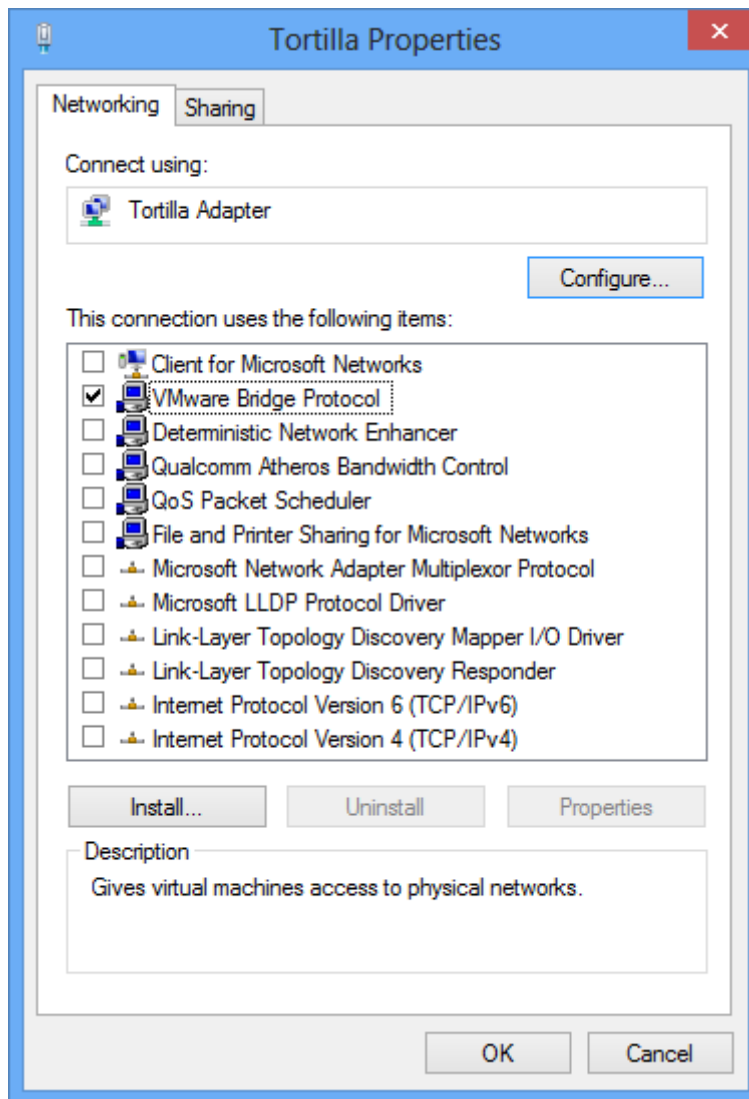 Tortilla Properties
Networking
Sharing
Connect using:
Tortilla Adapter
Configure...
This connection uses the following items:
Client for Microsoft Networks
VMware Bridge Protocol
Deterministic Network Enhancer
Qualcomm Atheros Bandwidth Control
QoS Packet Scheduler
File and Printer Sharing for Microsoft Networks
Microsoft Network Adapter Multiplexor Protocol
Microsoft LLDP Protocol Driver
Link-Layer Topology Discovery Mapper I/O Driver
Link-Layer Topology Discovery Responder
Internet Protocol Version 6 (TCP/IPv6)
Internet Protocol Version 4 (TCP/IPv4)
Install... Uninstall Properties
Description
Gives virtual machines access to physical networks.
OK Cancel